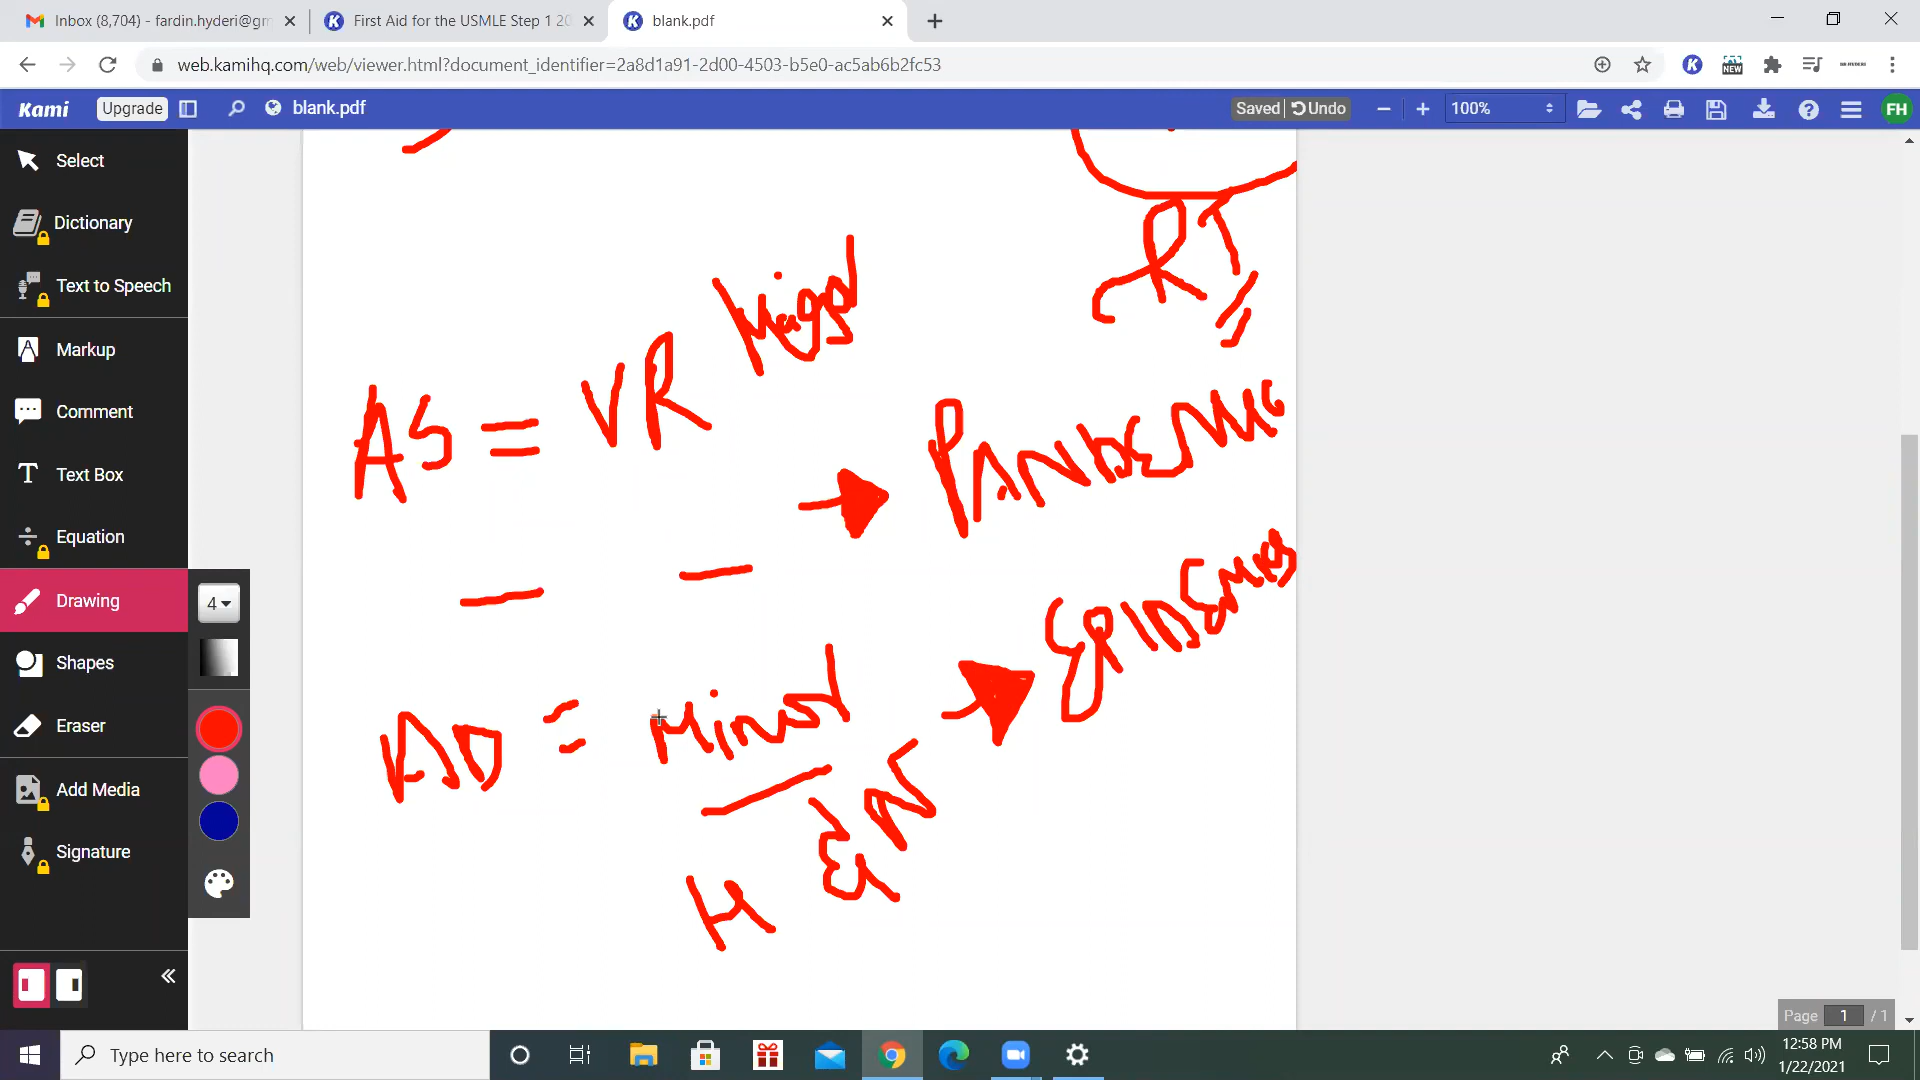 Inbox (8,704) - fardin.hyderi@gm
First Aid for the USMLE Step 1 20
blank.pdf
web.kamihq.com/web/viewer.html?document_identifier=2a8d1a91-2d00-4503-b5e0-ac5ab6b2fc53
NEW
Kami
Upgrade
blank.pdf
Saved
Undo
100%
FH
Select
Dictionary
Text to Speech
Markup
Comment
Text Box
Equation
Drawing
4
Shapes
Eraser
Add Media
Signature
RT
AS = VR
PANDEMIC
AD = Minor
EPIDEMICS
H & N
Page 1 / 1
Type here to search
12:58 PM
1/22/2021